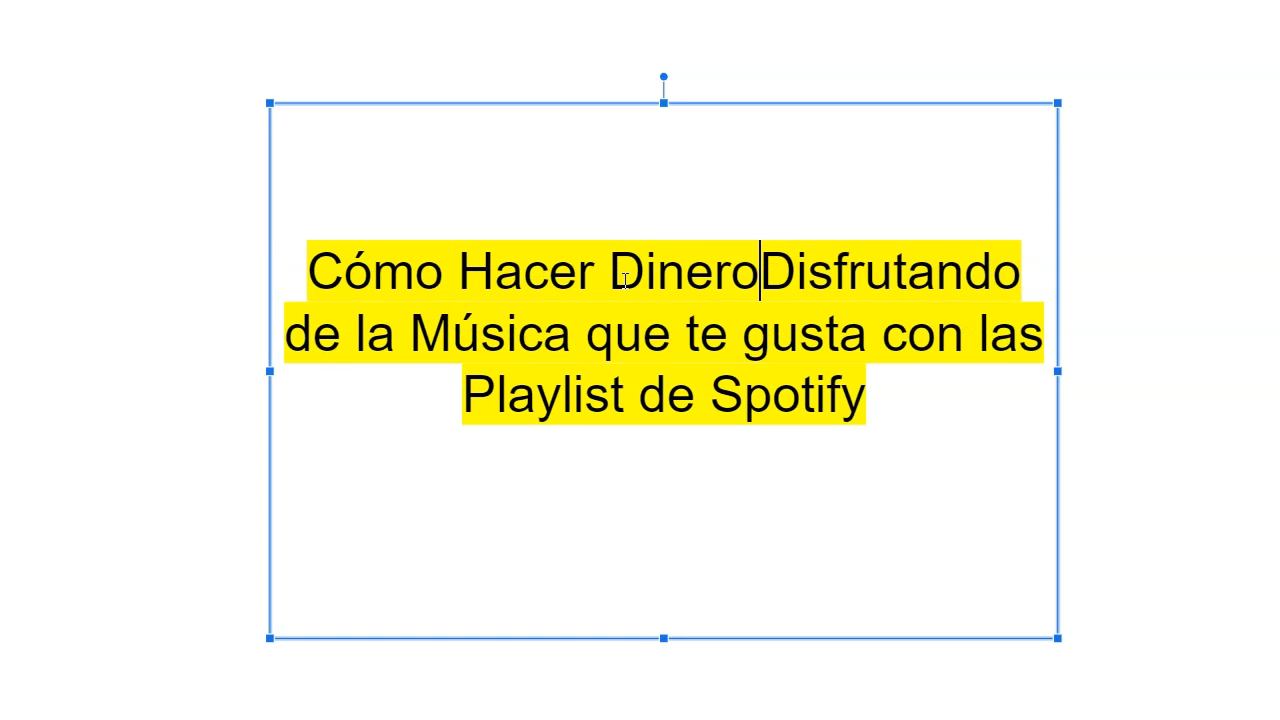 Cómo Hacer DineroDisfrutando
de la Música que te gusta con las
Playlist de Spotify